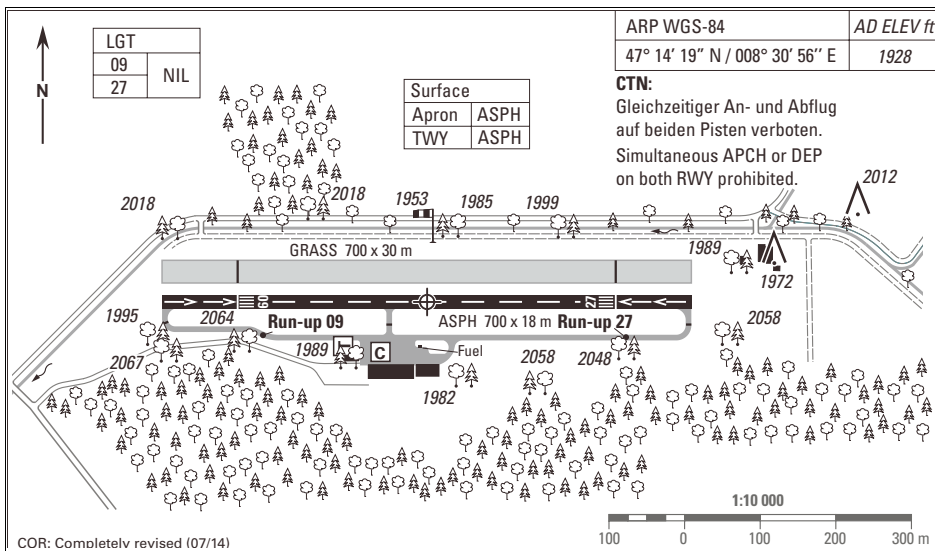 LGT
09
27
NIL
N
Surface
Apron ASPH
TWY ASPH
ARP WGS-84 AD ELEV ft
47° 14' 19" N / 008° 30' 56'' E 1928
CTN:
Gleichzeitiger An- und Abflug
auf beiden Pisten verboten.
Simultaneous APCH or DEP
on both RWY prohibited.
2018
2018
1953
1985
1999
2012
1989
1972
GRASS 700 x 30 m
09
27
1995
2064
Run-up 09
ASPH 700 x 18 m
Run-up 27
2058
2067
1989
C
Fuel
1982
2058
2048
1:10 000
100 0 100 200 300 m
COR: Completely revised (07/14)